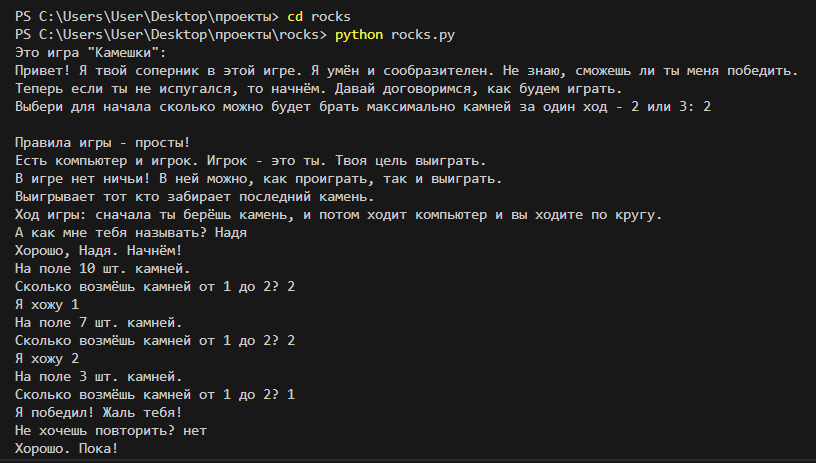 PS C:\Users\User\Desktop\проекты> cd rocks
PS C:\Users\User\Desktop\проекты\rocks> python rocks.py
Это игра "Камешки":
Привет! Я твой соперник в этой игре. Я умён и сообразителен. Не знаю, сможешь ли ты меня победить.
Теперь если ты не испугался, то начнём. Давай договоримся, как будем играть.
Выбери для начала сколько можно будет брать максимально камней за один ход - 2 или 3: 2

Правила игры - просты!
Есть компьютер и игрок. Игрок - это ты. Твоя цель выиграть.
В игре нет ничьи! В ней можно, как проиграть, так и выиграть.
Выигрывает тот кто забирает последний камень.
Ход игры: сначала ты берёшь камень, и потом ходит компьютер и вы ходите по кругу.
А как мне тебя называть? Надя
Хорошо, Надя. Начнём!
На поле 10 шт. камней.
Сколько возмёшь камней от 1 до 2? 2
Я хожу 1
На поле 7 шт. камней.
Сколько возмёшь камней от 1 до 2? 2
Я хожу 2
На поле 3 шт. камней.
Сколько возмёшь камней от 1 до 2? 1
Я победил! Жаль тебя!
Не хочешь повторить? нет
Хорошо. Пока!